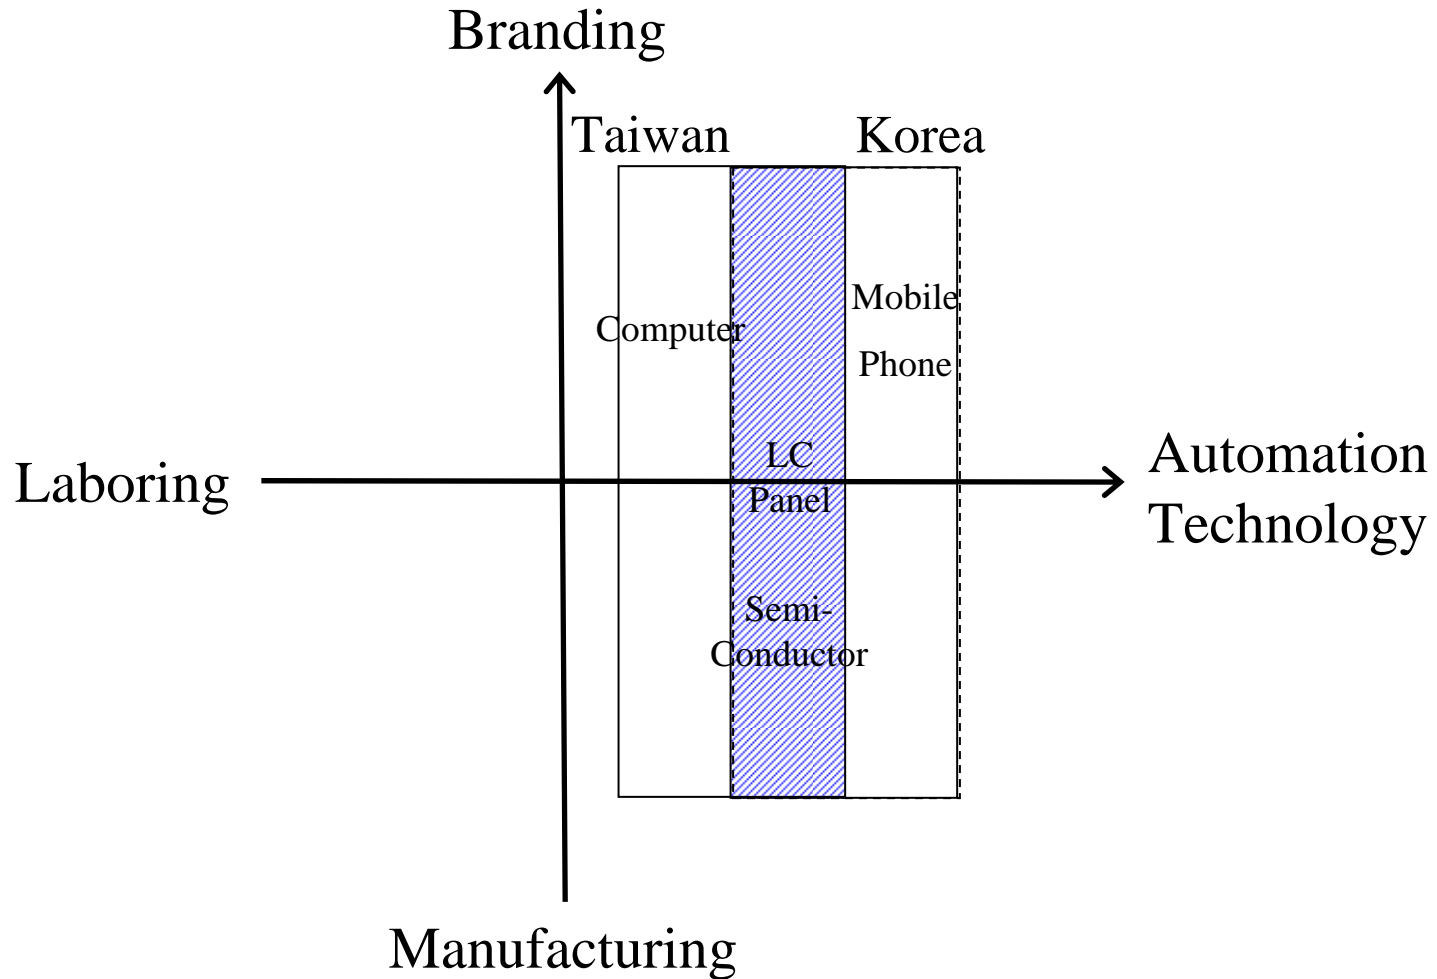 Branding
Taiwan
Korea
Mobile
Computer
Phone
LC
Automation
Laboring
Panel
Technology
Semi-
Conductor
Manufacturing